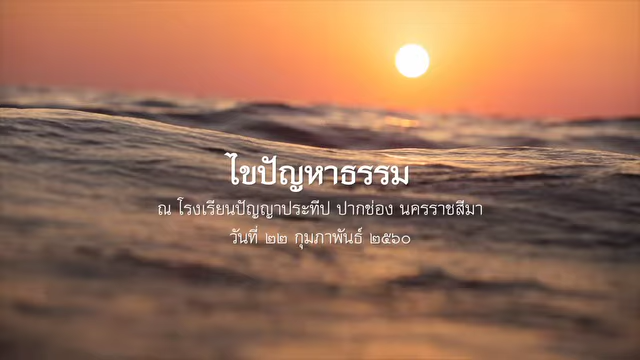 ไขปัญหาธรรม
ณ โรงเรียนปัญญาประทีป ปากช่อง นครราชสีมา
วันที่ ๒๒ กุมภาพันธ์ ๒๕๖๐